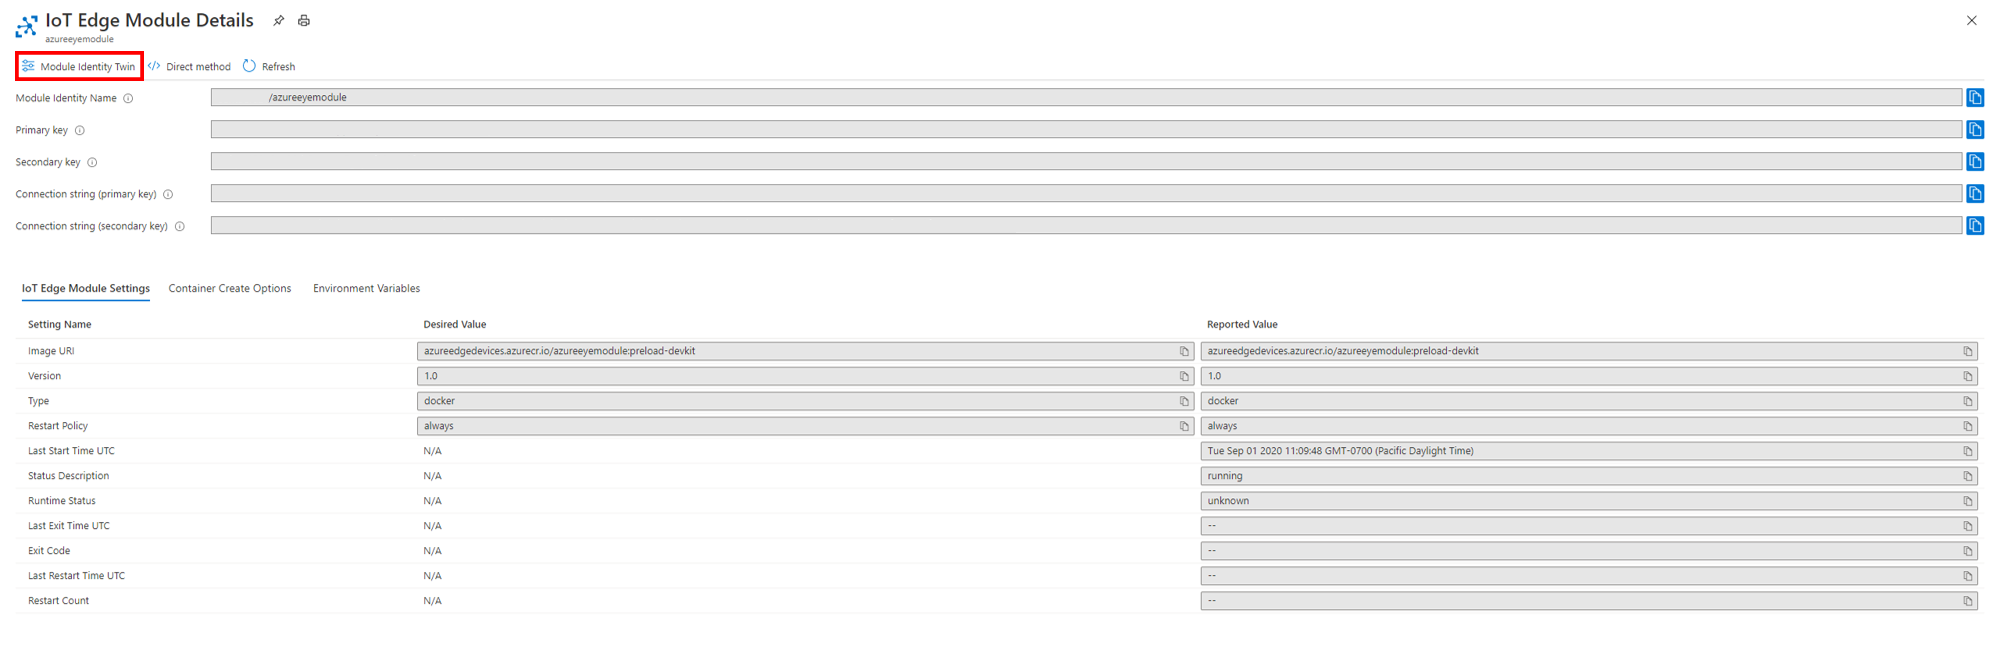 IoT Edge Module Details
azureeyemodule
Module Identity Twin </> Direct method Refresh
Module Identity Name /azureeyemodule
Primary key
Secondary key
Connection string (primary key)
Connection string (secondary key)
IoT Edge Module Settings Container Create Options Environment Variables
Setting Name Desired Value Reported Value
Image URI azureedgedevices.azurecr.io/azureeyemodule:preload-devkit azureedgedevices.azurecr.io/azureeyemodule:preload-devkit
Version 1.0 1.0
Type docker docker
Restart Policy always always
Last Start Time UTC N/A Tue Sep 01 2020 11:09:48 GMT-0700 (Pacific Daylight Time)
Status Description N/A running
Runtime Status N/A unknown
Last Exit Time UTC N/A --
Exit Code N/A --
Last Restart Time UTC N/A --
Restart Count N/A --